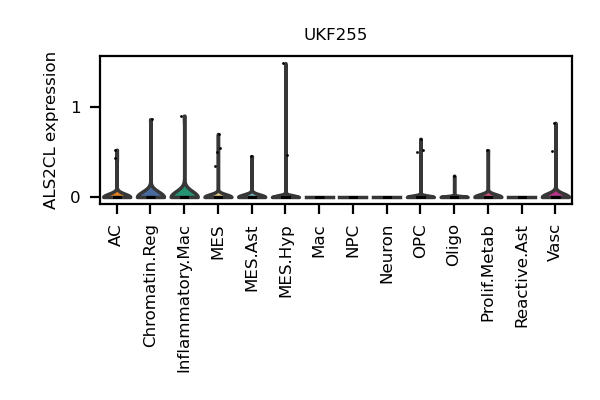 UKF255
ALS2CL expression
1
0
AC
Chromatin.Reg
Inflammatory.Mac
MES
MES.Ast
MES.Hyp
Mac
NPC
Neuron
OPC
Oligo
Prolif.Metab
Reactive.Ast
Vasc